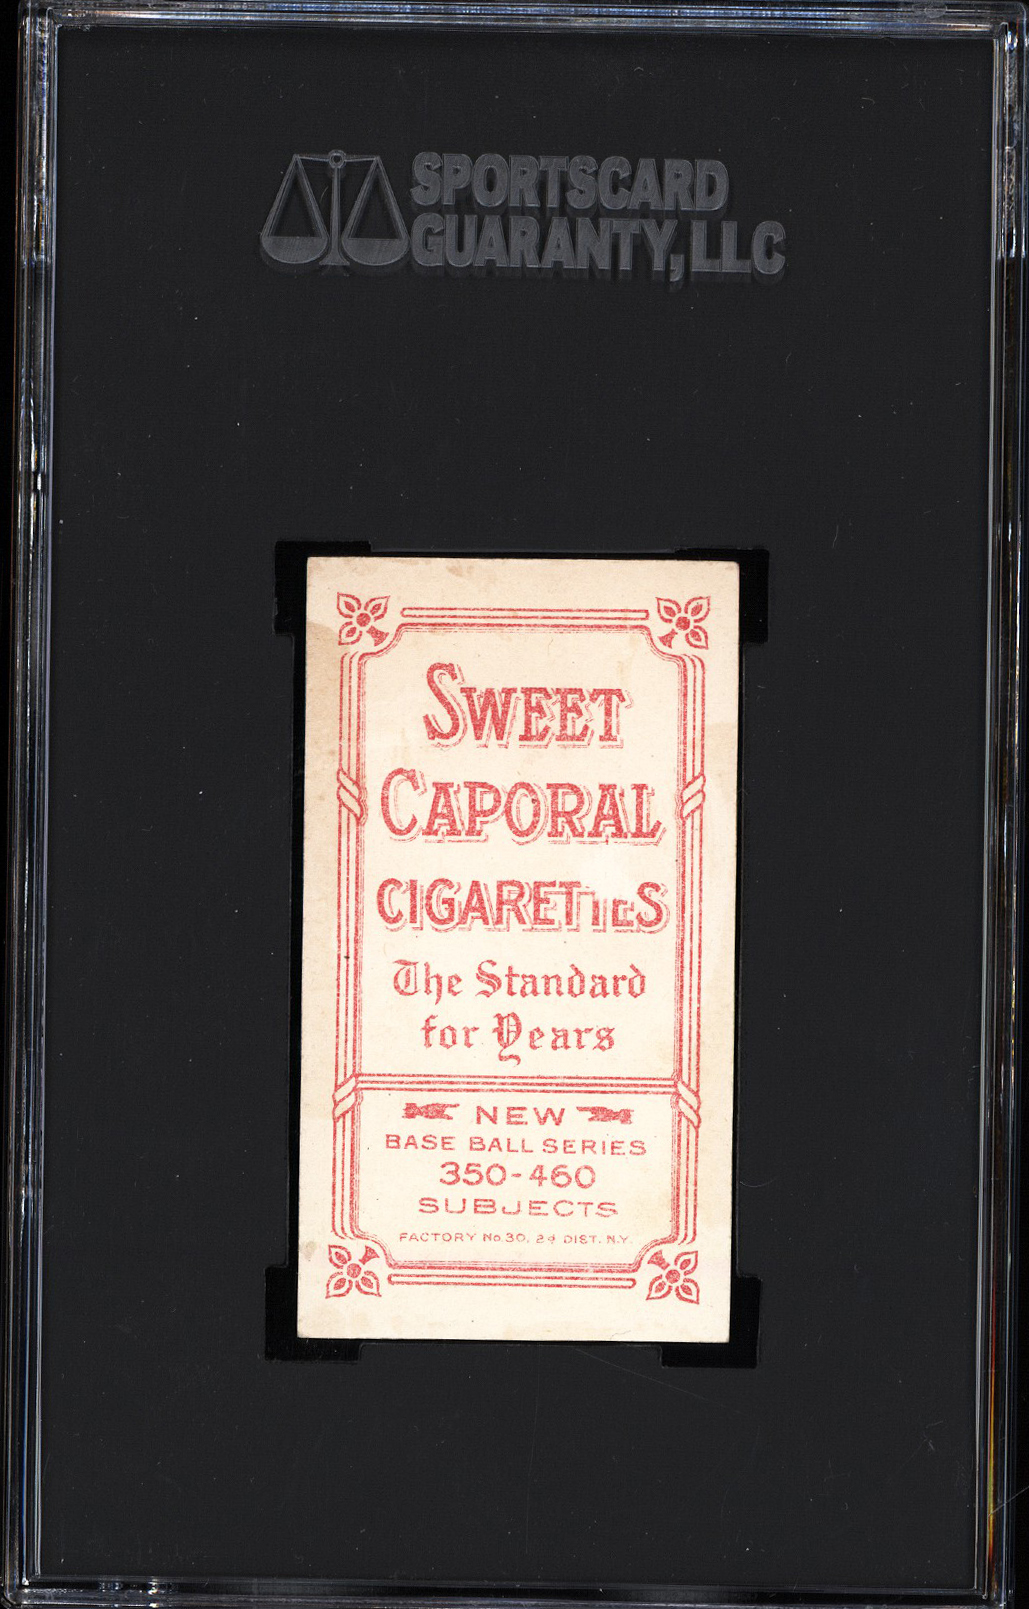 SPORTSCARD
GUARANTY, LLC
SWEET
CAPORAL
CIGARETTES
The Standard
for Years
NEW
BASE BALL SERIES
350-460
SUBJECTS
FACTORY No. 30, 2d DIST. N.Y.